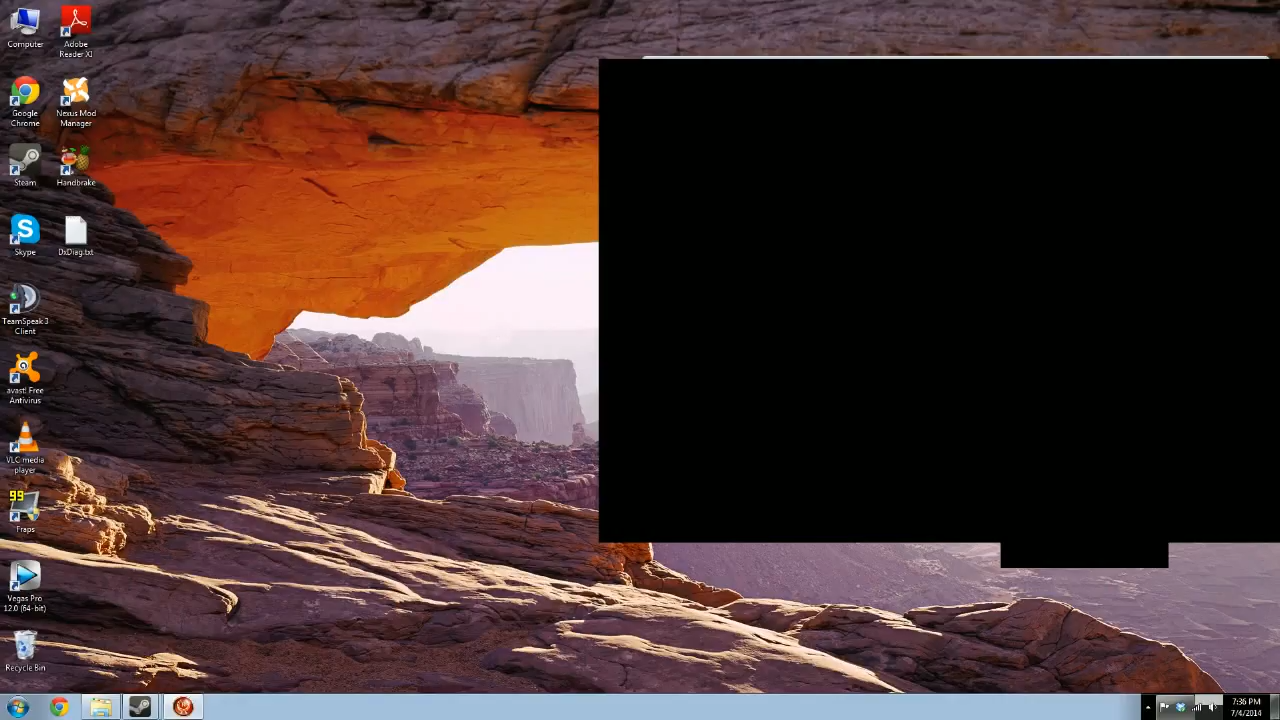 Computer
Adobe
Reader XI
Google
Chrome
Nexus Mod
Manager
Steam
Handbrake
S
Skype
DxDiag.txt
TeamSpeak 3
Client
avast! Free
Antivirus
VLC media
player
99
Fraps
Vegas Pro
12.0 (64-bit)
Recycle Bin
7:36 PM
7/4/2014